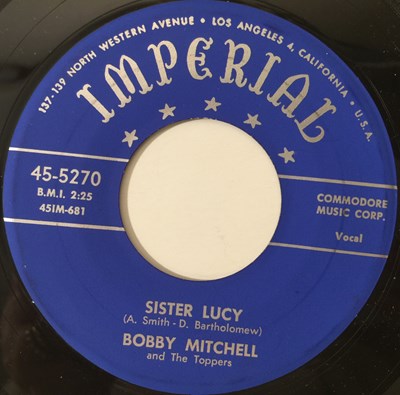 137-139 NORTH WESTERN AVENUE • LOS ANGELES 4, CALIFORNIA • U.S.A.
IMPERIAL
45-5270
B.M.I. 2:25
45IM-681
COMMODORE
MUSIC CORP.
Vocal
SISTER LUCY
(A. Smith - D. Bartholomew)
BOBBY MITCHELL
and The Toppers